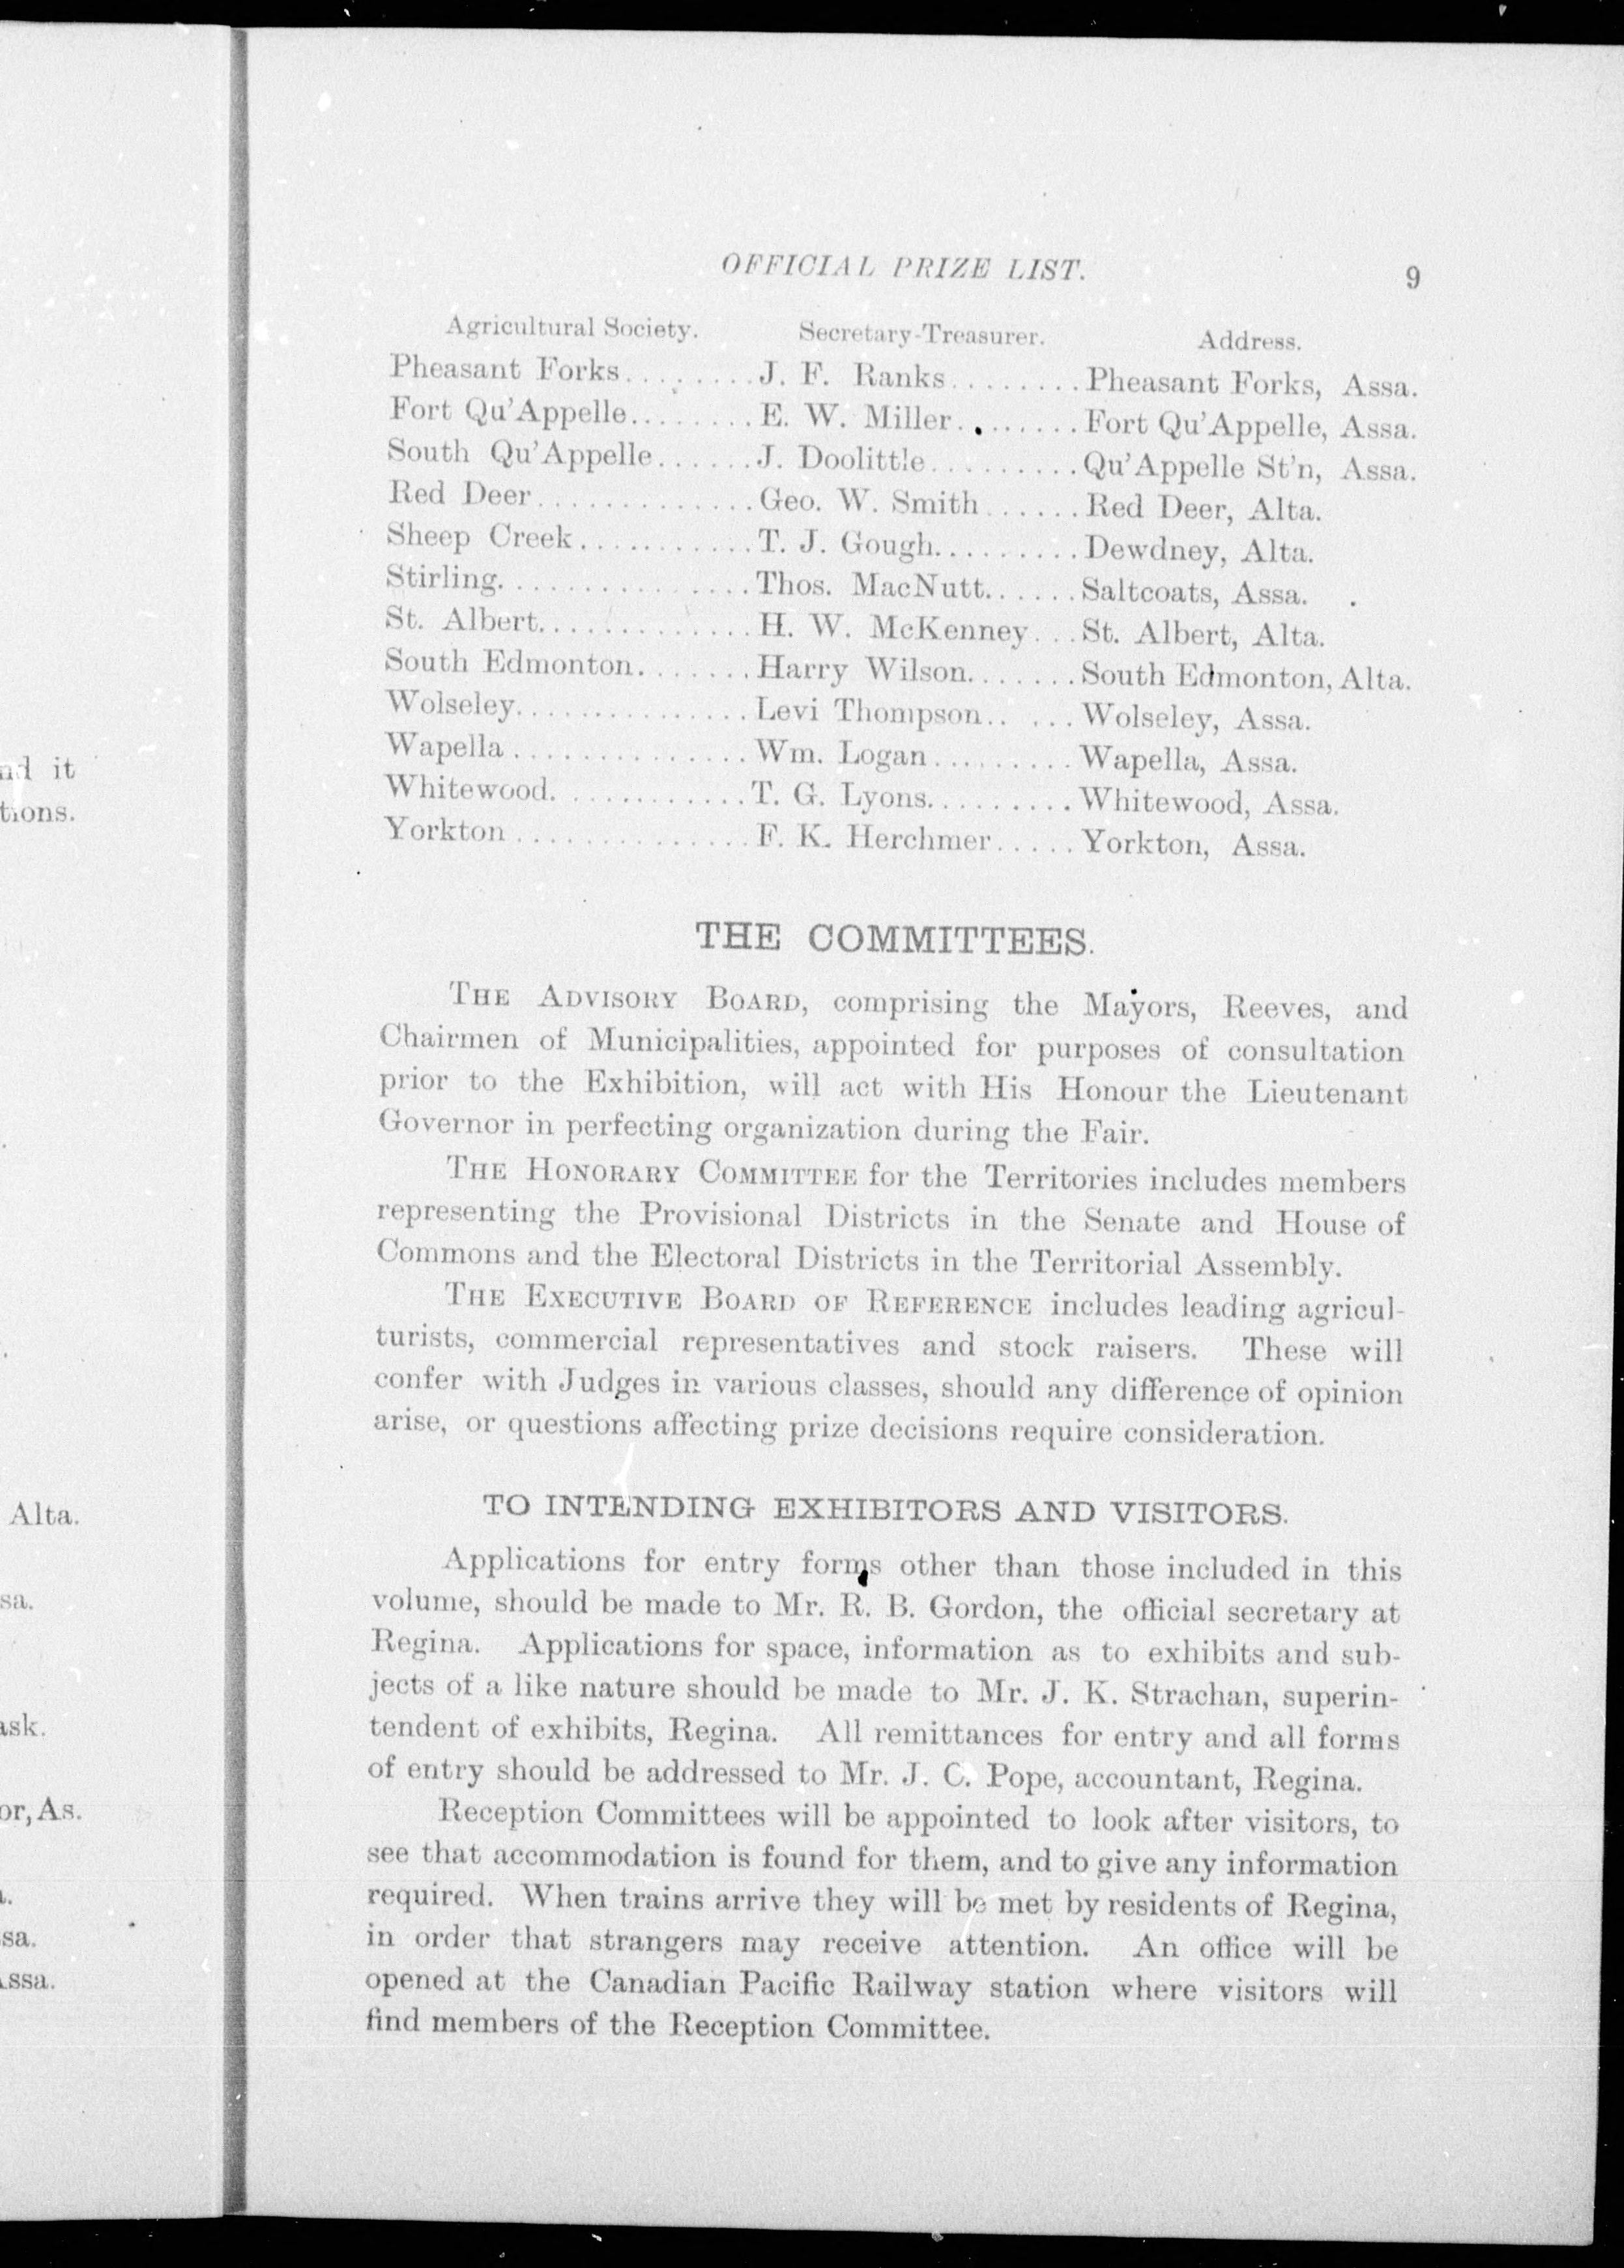 OFFICIAL PRIZE LIST. 9
Agricultural Society. Secretary-Treasurer. Address.
Pheasant Forks.........J. F. Ranks.........Pheasant Forks, Assa.
Fort Qu'Appelle........E. W. Miller.........Fort Qu'Appelle, Assa.
South Qu'Appelle......J. Doolittle..........Qu'Appelle St'n, Assa.
Red Deer..............Geo. W. Smith......Red Deer, Alta.
Sheep Creek...........T. J. Gough.........Dewdney, Alta.
Stirling................Thos. MacNutt......Saltcoats, Assa.
St. Albert..............H. W. McKenney...St. Albert, Alta.
South Edmonton.......Harry Wilson.......South Edmonton, Alta.
Wolseley...............Levi Thompson.. ...Wolseley, Assa.
Wapella...............Wm. Logan.........Wapella, Assa.
Whitewood.............T. G. Lyons.........Whitewood, Assa.
Yorkton...............F. K. Herchmer.....Yorkton, Assa.
THE COMMITTEES.
THE ADVISORY BOARD, comprising the Mayors, Reeves, and
Chairmen of Municipalities, appointed for purposes of consultation
prior to the Exhibition, will act with His Honour the Lieutenant
Governor in perfecting organization during the Fair.
THE HONORARY COMMITTEE for the Territories includes members
representing the Provisional Districts in the Senate and House of
Commons and the Electoral Districts in the Territorial Assembly.
THE EXECUTIVE BOARD OF REFERENCE includes leading agricul-
turists, commercial representatives and stock raisers. These will
confer with Judges in various classes, should any difference of opinion
arise, or questions affecting prize decisions require consideration.
TO INTENDING EXHIBITORS AND VISITORS.
Applications for entry forms other than those included in this
volume, should be made to Mr. R. B. Gordon, the official secretary at
Regina. Applications for space, information as to exhibits and sub-
jects of a like nature should be made to Mr. J. K. Strachan, superin-
tendent of exhibits, Regina. All remittances for entry and all forms
of entry should be addressed to Mr. J. C. Pope, accountant, Regina.
Reception Committees will be appointed to look after visitors, to
see that accommodation is found for them, and to give any information
required. When trains arrive they will be met by residents of Regina,
in order that strangers may receive attention. An office will be
opened at the Canadian Pacific Railway station where visitors will
find members of the Reception Committee.